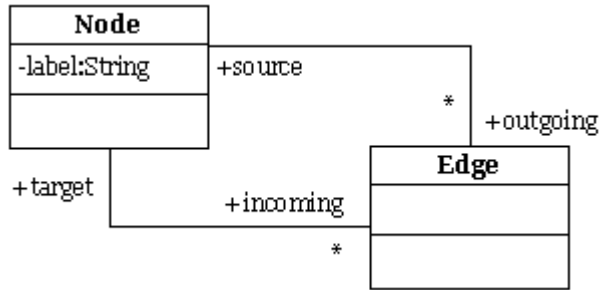 Node
-label:String
+source
*
+outgoing
Edge
+target
+incoming
*